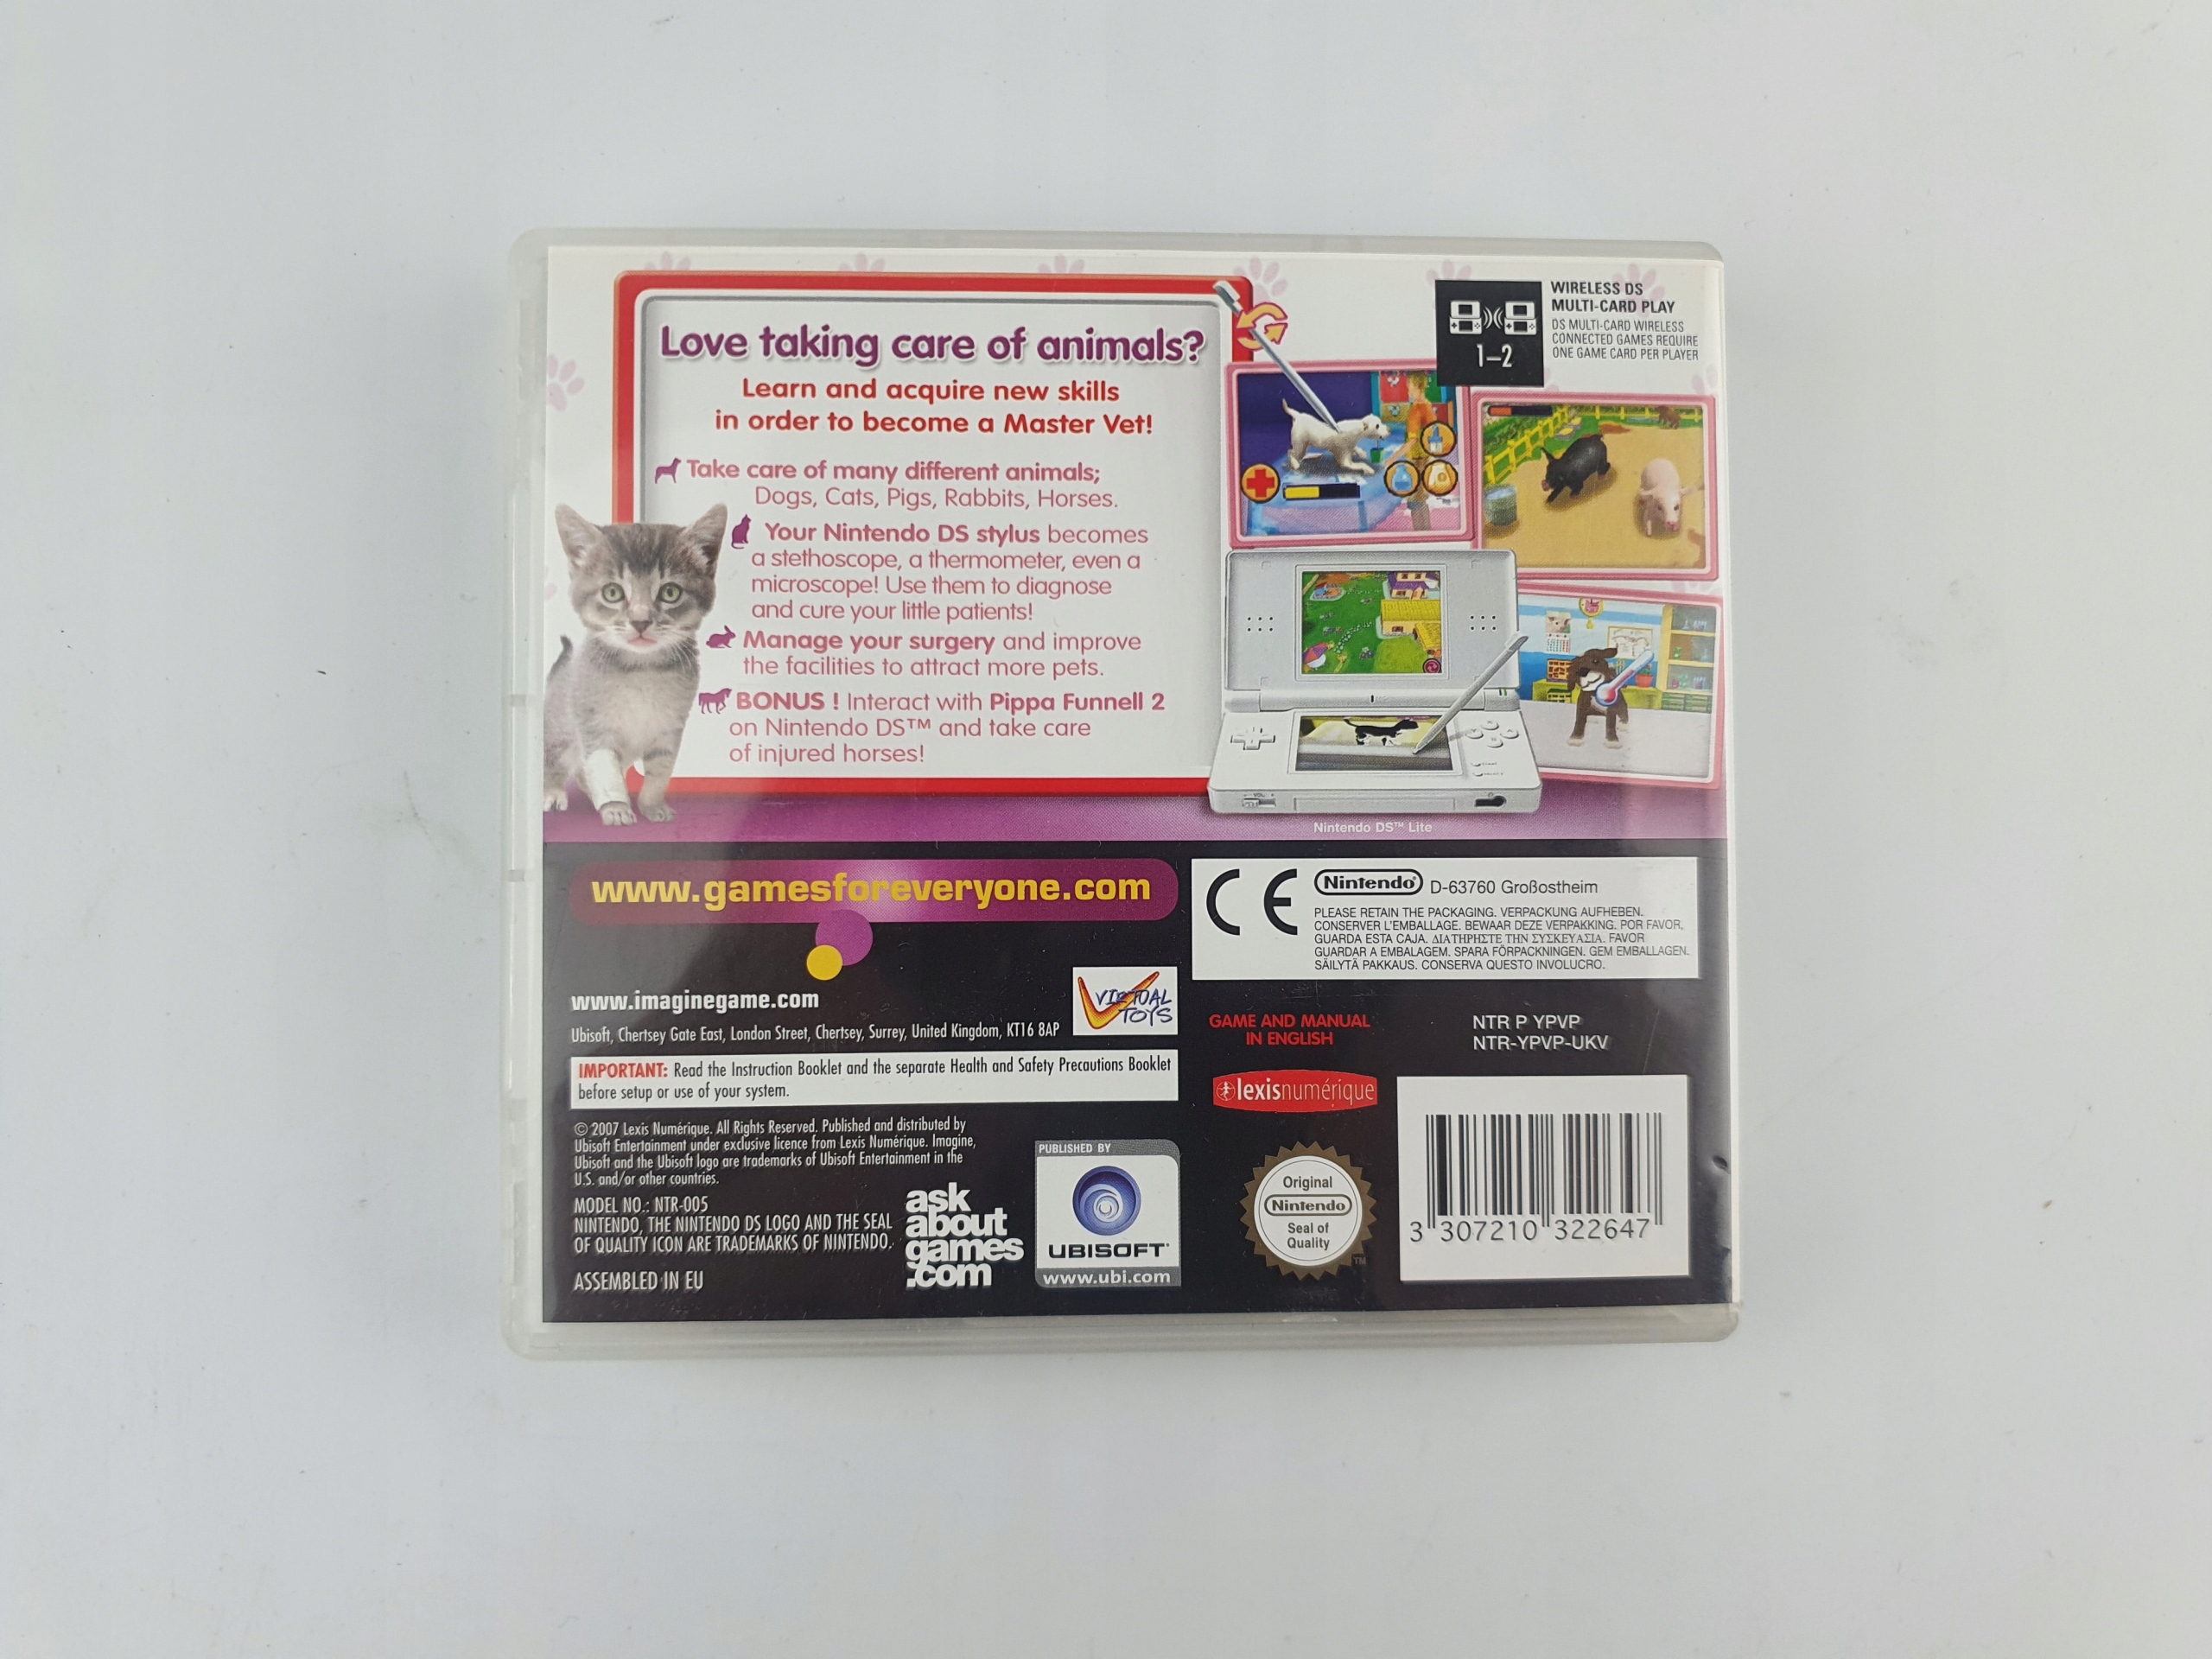 Love taking care of animals?
Learn and acquire new skills
in order to become a Master Vet!
Take care of many different animals;
Dogs, Cats, Pigs, Rabbits, Horses.
Your Nintendo DS stylus becomes
a stethoscope, a thermometer, even a
microscope! Use them to diagnose
and cure your little patients!
Manage your surgery and improve
the facilities to attract more pets.
BONUS ! Interact with Pippa Funnell 2
on Nintendo DS™ and take care
of injured horses!
1–2
WIRELESS DS
MULTI-CARD PLAY
DS MULTI-CARD WIRELESS
CONNECTED GAMES REQUIRE
ONE GAME CARD PER PLAYER
Nintendo DS™ Lite
www.gamesforeveryone.com
CE
Nintendo D-63760 Großostheim
PLEASE RETAIN THE PACKAGING. VERPACKUNG AUFHEBEN.
CONSERVER L'EMBALLAGE. BEWAAR DEZE VERPAKKING. POR FAVOR,
GUARDA ESTA CAJA. ΔΙΑΤΗΡΗΣΤΕ ΤΗΝ ΣΥΣΚΕΥΑΣΙΑ. FAVOR
GUARDAR A EMBALAGEM. SPARA FÖRPACKNINGEN. GEM EMBALLAGEN.
SÄILYTÄ PAKKAUS. CONSERVA QUESTO INVOLUCRO.
www.imaginegame.com
VIRTUAL
TOYS
Ubisoft, Chertsey Gate East, London Street, Chertsey, Surrey, United Kingdom, KT16 8AP
IMPORTANT: Read the Instruction Booklet and the separate Health and Safety Precautions Booklet
before setup or use of your system.
GAME AND MANUAL
IN ENGLISH
NTR P YPVP
NTR-YPVP-UKV
lexisnumérique
© 2007 Lexis Numérique. All Rights Reserved. Published and distributed by
Ubisoft Entertainment under exclusive licence from Lexis Numérique. Imagine,
Ubisoft and the Ubisoft logo are trademarks of Ubisoft Entertainment in the
U.S. and/or other countries.
MODEL NO.: NTR-005
NINTENDO, THE NINTENDO DS LOGO AND THE SEAL
OF QUALITY ICON ARE TRADEMARKS OF NINTENDO.
ASSEMBLED IN EU
ask
about
games
.com
PUBLISHED BY
UBISOFT
www.ubi.com
Original
Nintendo
Seal of
Quality
TM
3 307210 322647